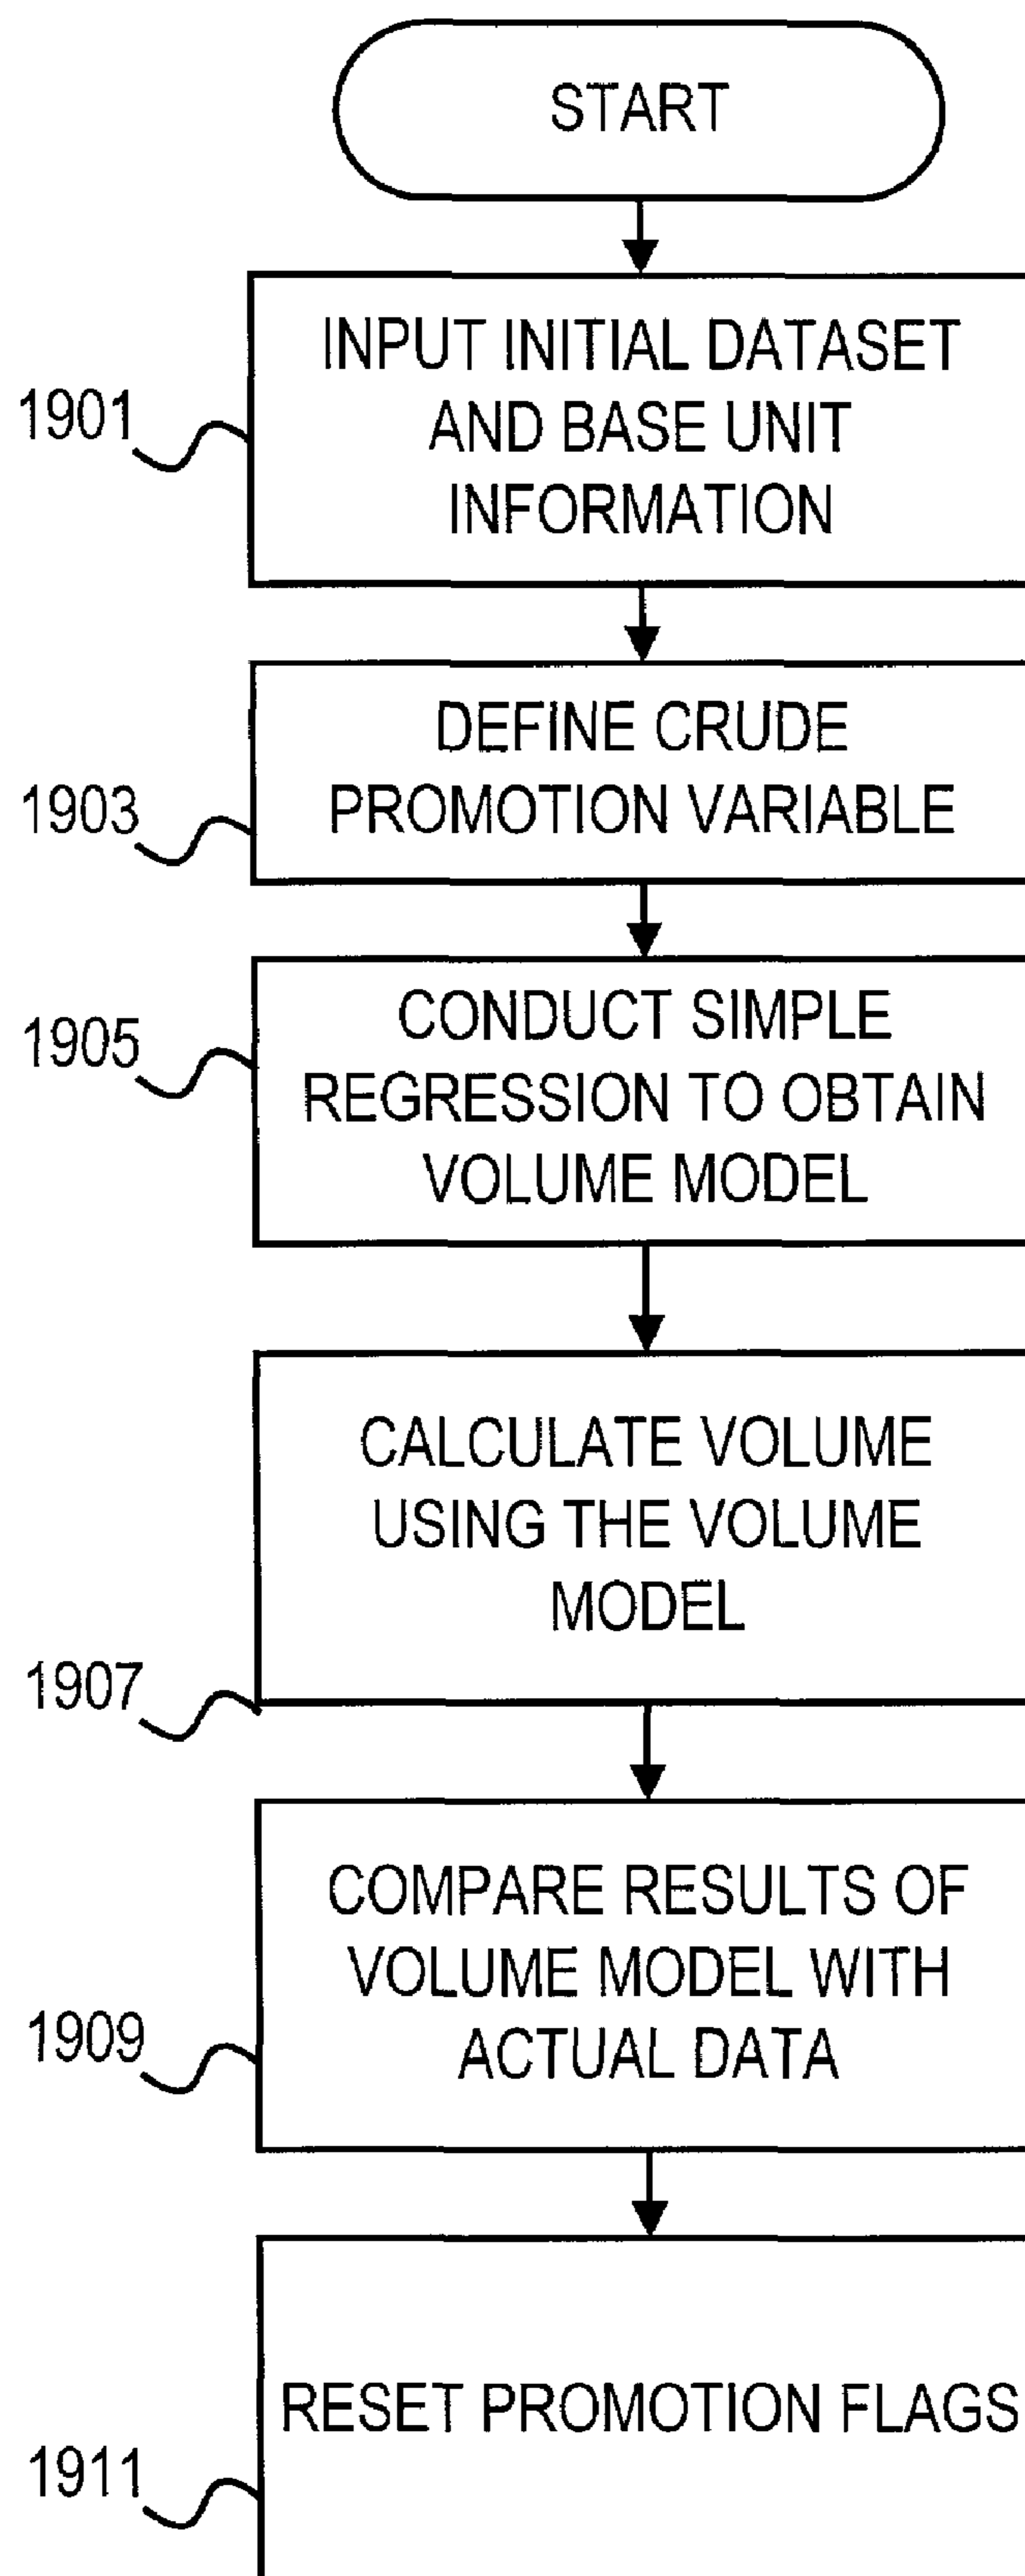 START
INPUT INITIAL DATASET
AND BASE UNIT
INFORMATION
1901
DEFINE CRUDE
PROMOTION VARIABLE
1903
CONDUCT SIMPLE
REGRESSION TO OBTAIN
VOLUME MODEL
1905
CALCULATE VOLUME
USING THE VOLUME
MODEL
1907
COMPARE RESULTS OF
VOLUME MODEL WITH
ACTUAL DATA
1909
RESET PROMOTION FLAGS
1911